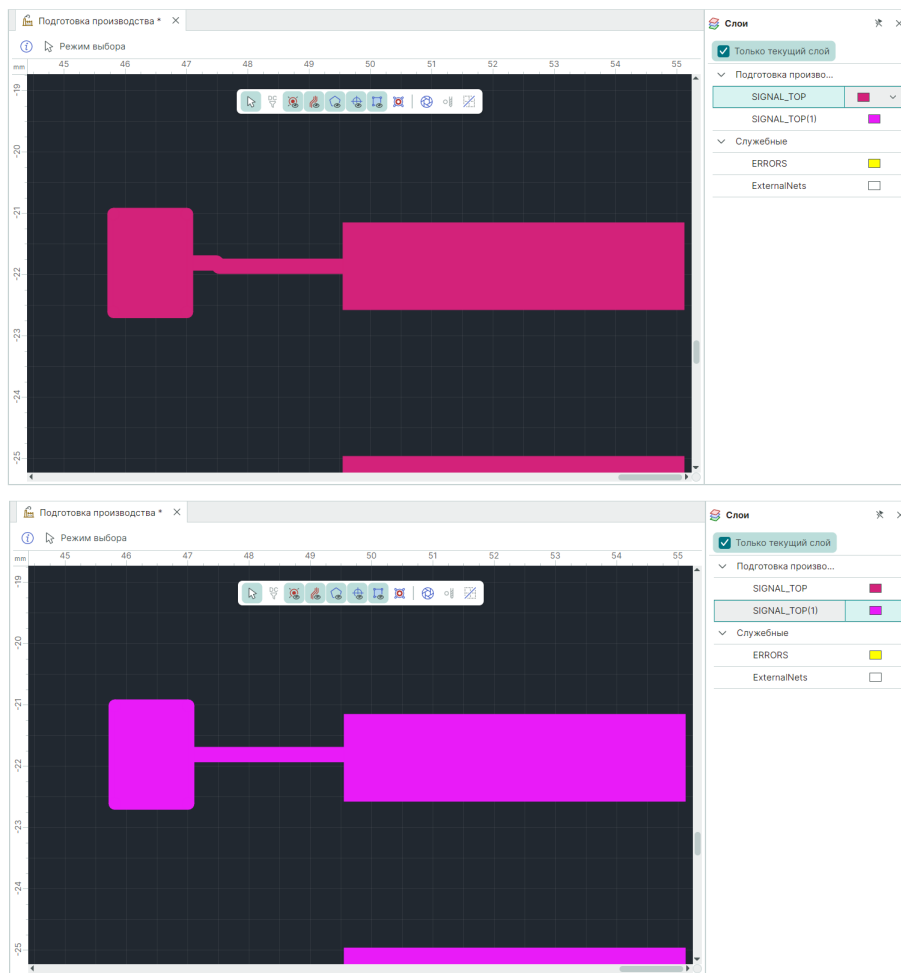 Подготовка производства *
Слои
Режим выбора
Только текущий слой
mm 45 46 47 48 49 50 51 52 53 54 55
Подготовка произво...
SIGNAL_TOP
SIGNAL_TOP(1)
Служебные
ERRORS
ExternalNets
-19
-20
-21
-22
-23
-24
-25
Подготовка производства *
Слои
Режим выбора
Только текущий слой
mm 45 46 47 48 49 50 51 52 53 54 55
Подготовка произво...
SIGNAL_TOP
SIGNAL_TOP(1)
Служебные
ERRORS
ExternalNets
-19
-20
-21
-22
-23
-24
-25